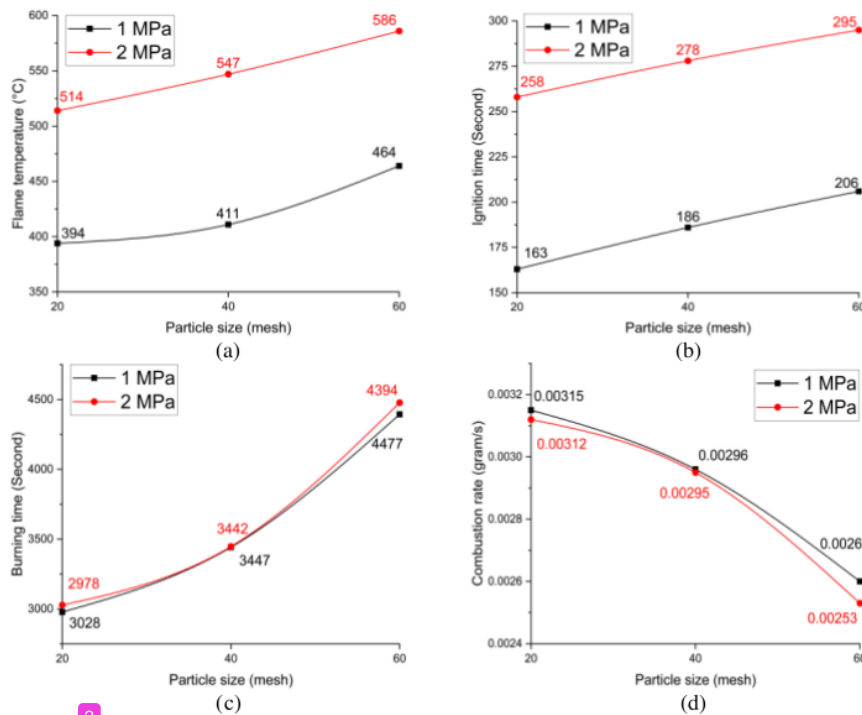 1 MPa
2 MPa
600
550
500
450
400
350
514
547
586
394
411
464
20
40
60
Flame temperature (°C)
Particle size (mesh)
(a)
1 MPa
2 MPa
300
275
250
225
200
175
150
258
278
295
163
186
206
20
40
60
Ignition time (Second)
Particle size (mesh)
(b)
1 MPa
2 MPa
4500
4000
3500
3000
2978
3442
4394
3028
3447
4477
20
40
60
Burning time (Second)
Particle size (mesh)
(c)
1 MPa
2 MPa
0.0032
0.0030
0.0028
0.0026
0.0024
0.00315
0.00296
0.0026
0.00312
0.00295
0.00253
20
40
60
Combustion rate (gram/s)
Particle size (mesh)
(d)